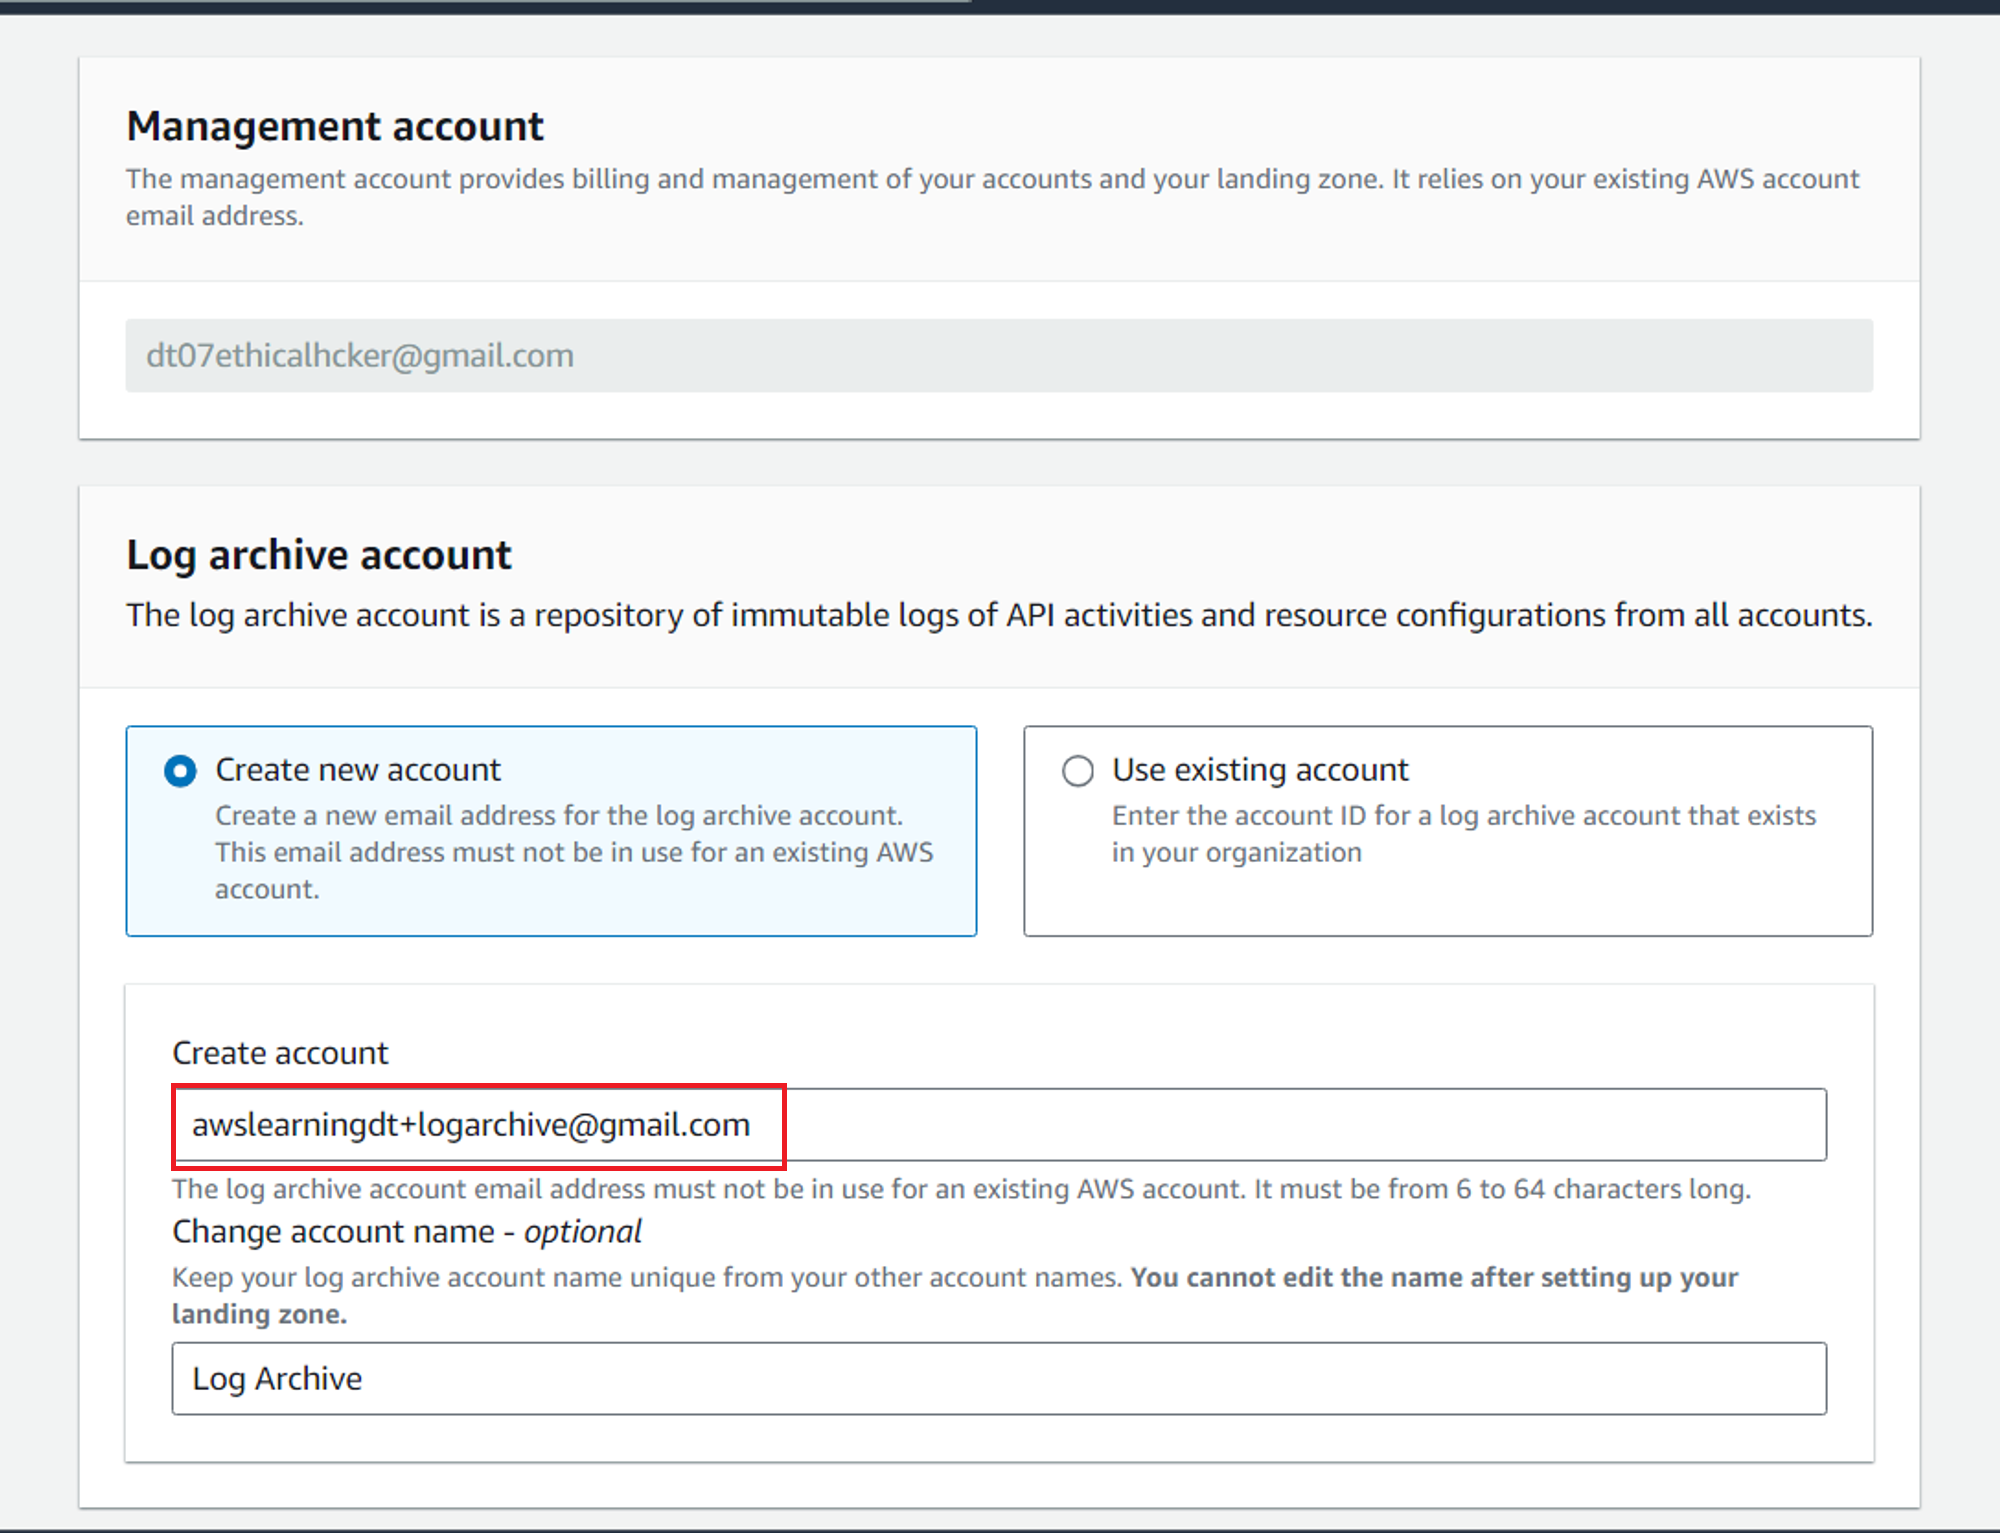 Management account
The management account provides billing and management of your accounts and your landing zone. It relies on your existing AWS account
email address.
dt07ethicalhcker@gmail.com
Log archive account
The log archive account is a repository of immutable logs of API activities and resource configurations from all accounts.
Create new account
Create a new email address for the log archive account.
This email address must not be in use for an existing AWS
account.
Use existing account
Enter the account ID for a log archive account that exists
in your organization
Create account
awslearningdt+logarchive@gmail.com
The log archive account email address must not be in use for an existing AWS account. It must be from 6 to 64 characters long.
Change account name - optional
Keep your log archive account name unique from your other account names. You cannot edit the name after setting up your
landing zone.
Log Archive